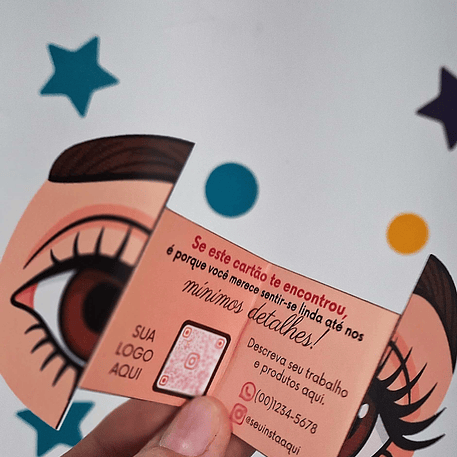 Se este cartão te encontrou,
é porque você merece sentir-se linda até nos
mínimos detalhes!
SUA
LOGO
AQUI
Descreva seu trabalho
e produtos aqui.
(00)1234-5678
@seuinstaaqui